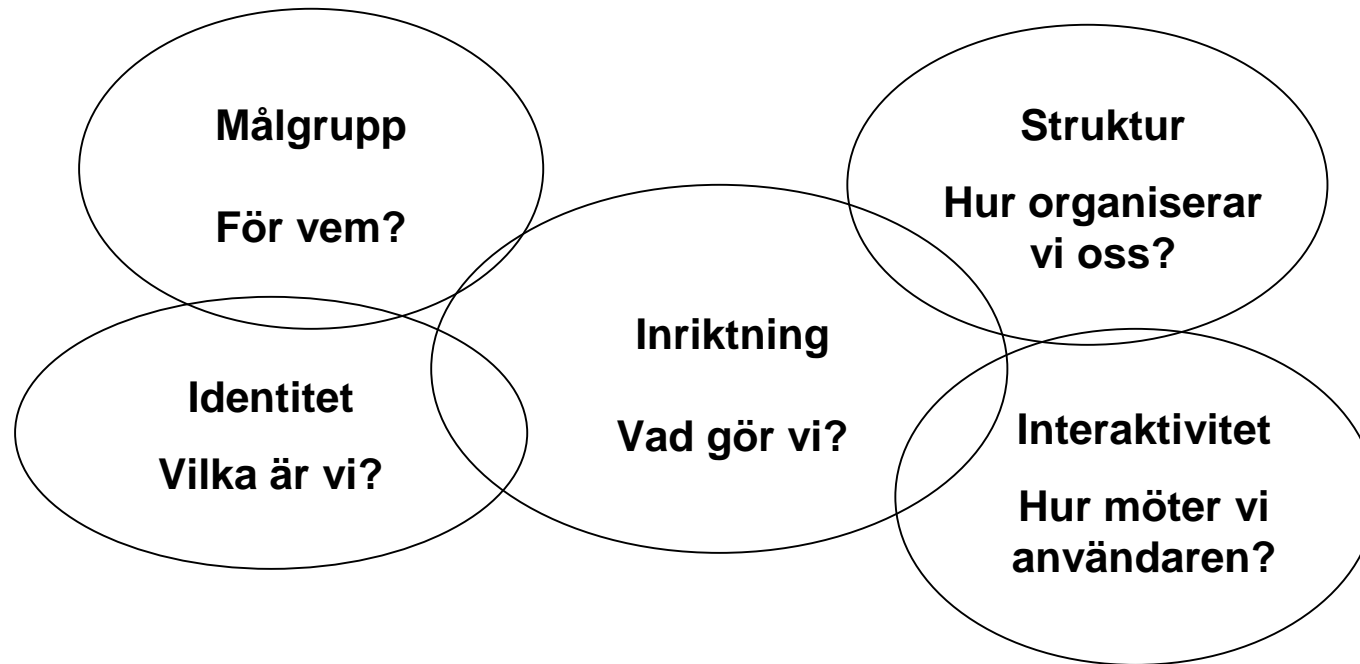 Målgrupp
För vem?
Identitet
Vilka är vi?
Inriktning
Vad gör vi?
Struktur
Hur organiserar
vi oss?
Interaktivitet
Hur möter vi
användaren?